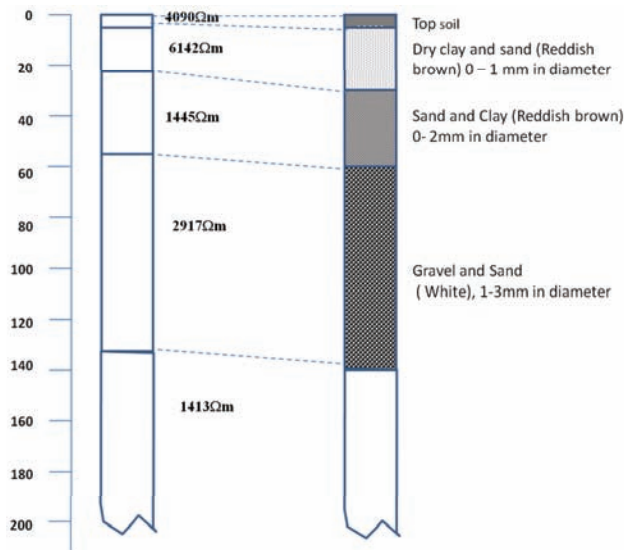 0
20
40
60
80
100
120
140
160
180
200
4090Ωm
6142Ωm
1445Ωm
2917Ωm
1413Ωm
Top soil
Dry clay and sand (Reddish
brown) 0 – 1 mm in diameter
Sand and Clay (Reddish brown)
0- 2mm in diameter
Gravel and Sand
( White), 1-3mm in diameter